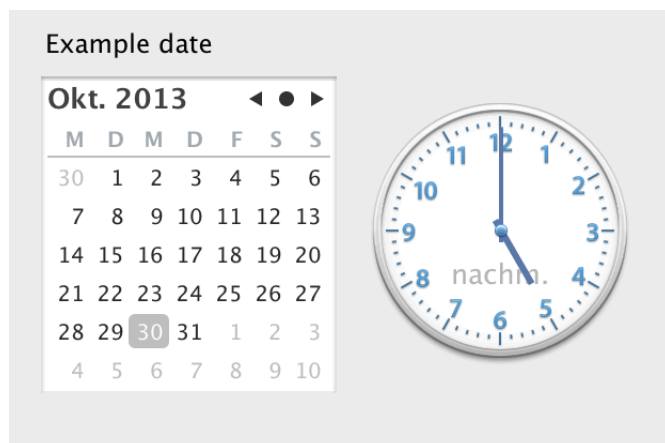 Example date
Okt. 2013
M D M D F S S
30 1 2 3 4 5 6
7 8 9 10 11 12 13
14 15 16 17 18 19 20
21 22 23 24 25 26 27
28 29 30 31 1 2 3
4 5 6 7 8 9 10
12
11 1
10 2
9 3
nachm.
8 4
7 5
6